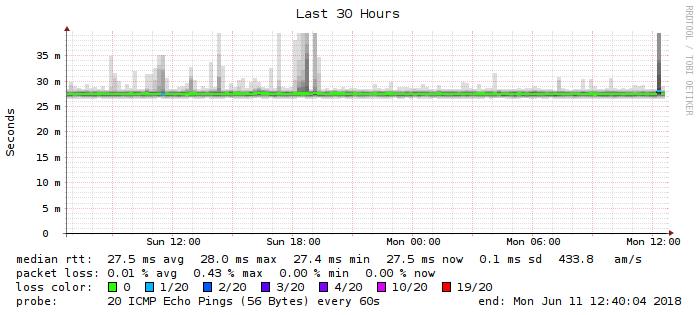 Last 30 Hours
RRDTOOL / TOBI OETIKER
Seconds
35 m
30 m
25 m
20 m
15 m
10 m
5 m
0
Sun 12:00 Sun 18:00 Mon 00:00 Mon 06:00 Mon 12:00
median rtt: 27.5 ms avg 28.0 ms max 27.4 ms min 27.5 ms now 0.1 ms sd 433.8 am/s
packet loss: 0.01 % avg 0.43 % max 0.00 % min 0.00 % now
loss color: 0 1/20 2/20 3/20 4/20 10/20 19/20
probe: 20 ICMP Echo Pings (56 Bytes) every 60s end: Mon Jun 11 12:40:04 2018